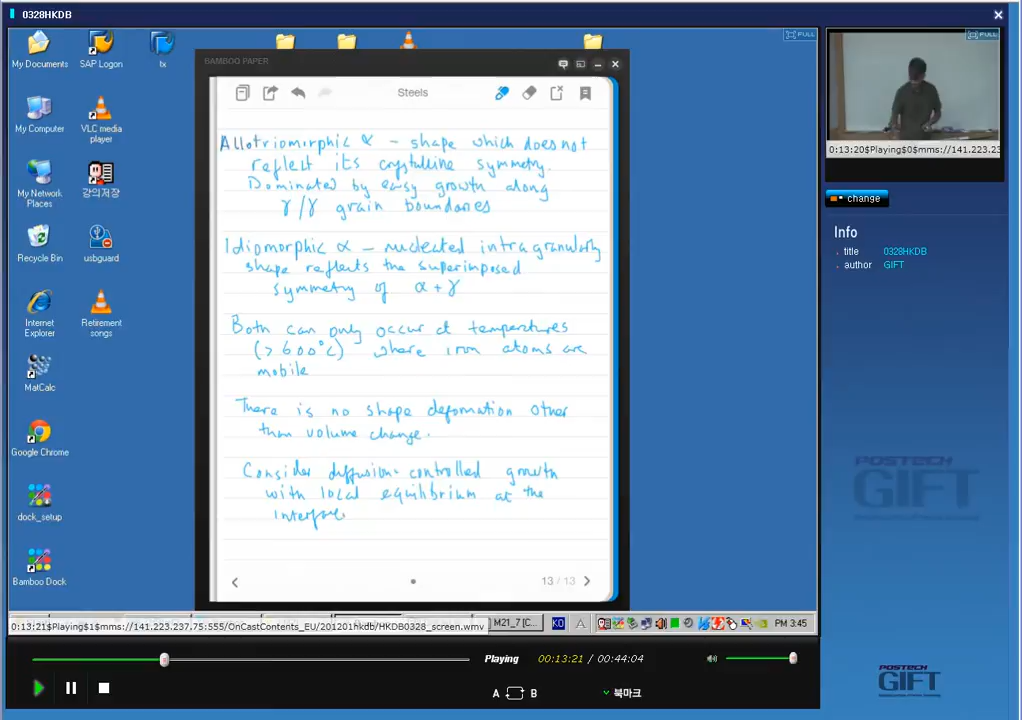 0328HKDB
FULL
My Documents
SAP Logon
tx
My Computer
VLC media player
My Network Places
강의저장
Recycle Bin
usbguard
Internet Explorer
Retirement songs
MatCalc
Google Chrome
dock_setup
Bamboo Dock
BAMBOO PAPER
Steels
Allotriomorphic α - shape which does not
reflect its crystalline symmetry.
Dominated by easy growth along
γ/γ grain boundaries
Idiomorphic α - nucleated intragranularly
shape reflects the superimposed
symmetry of α + γ
Both can only occur at temperatures
(> 600°C) where iron atoms are
mobile
There is no shape deformation other
than volume change.
Consider diffusion-controlled growth
with local equilibrium at the
interface
13 / 13
0:13:21$Playing$1$mms://141.223.237.75:555/OnCastContents_EU/201201hkdb/HKDB0328_screen.wmv
M21_7 [C...
KO
A
PM 3:45
FULL
0:13:20$Playing$0$mms://141.223.23
change
Info
. title 0328HKDB
. author GIFT
POSTECH
GIFT
Playing
00:13:21 / 00:44:04
A B
북마크
POSTECH
GIFT